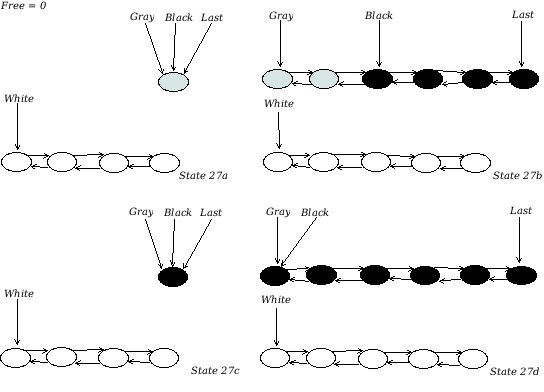 Free = 0
Gray Black Last
White
State 27a
Gray Black Last
White
State 27b
Gray Black Last
White
State 27c
Gray Black Last
White
State 27d